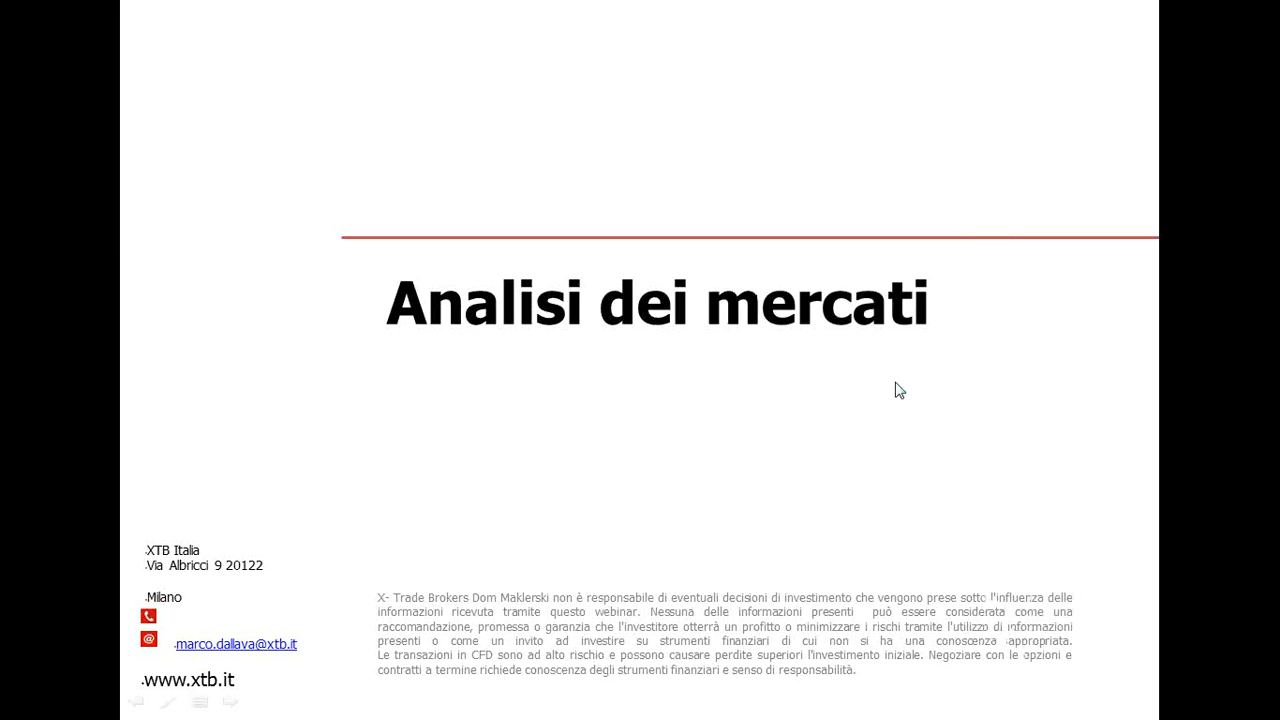 Analisi dei mercati
XTB Italia
Via Albricci 9 20122
Milano
marco.dallava@xtb.it
www.xtb.it
X- Trade Brokers Dom Maklerski non è responsabile di eventuali decisioni di investimento che vengono prese sotto l'influenza delle
informazioni ricevuta tramite questo webinar. Nessuna delle informazioni presenti può essere considerata come una
raccomandazione, promessa o garanzia che l'investitore otterrà un profitto o minimizzare i rischi tramite l'utilizzo di informazioni
presenti o come un invito ad investire su strumenti finanziari di cui non si ha una conoscenza appropriata.
Le transazioni in CFD sono ad alto rischio e possono causare perdite superiori l'investimento iniziale. Negoziare con le opzioni e
contratti a termine richiede conoscenza degli strumenti finanziari e senso di responsabilità.